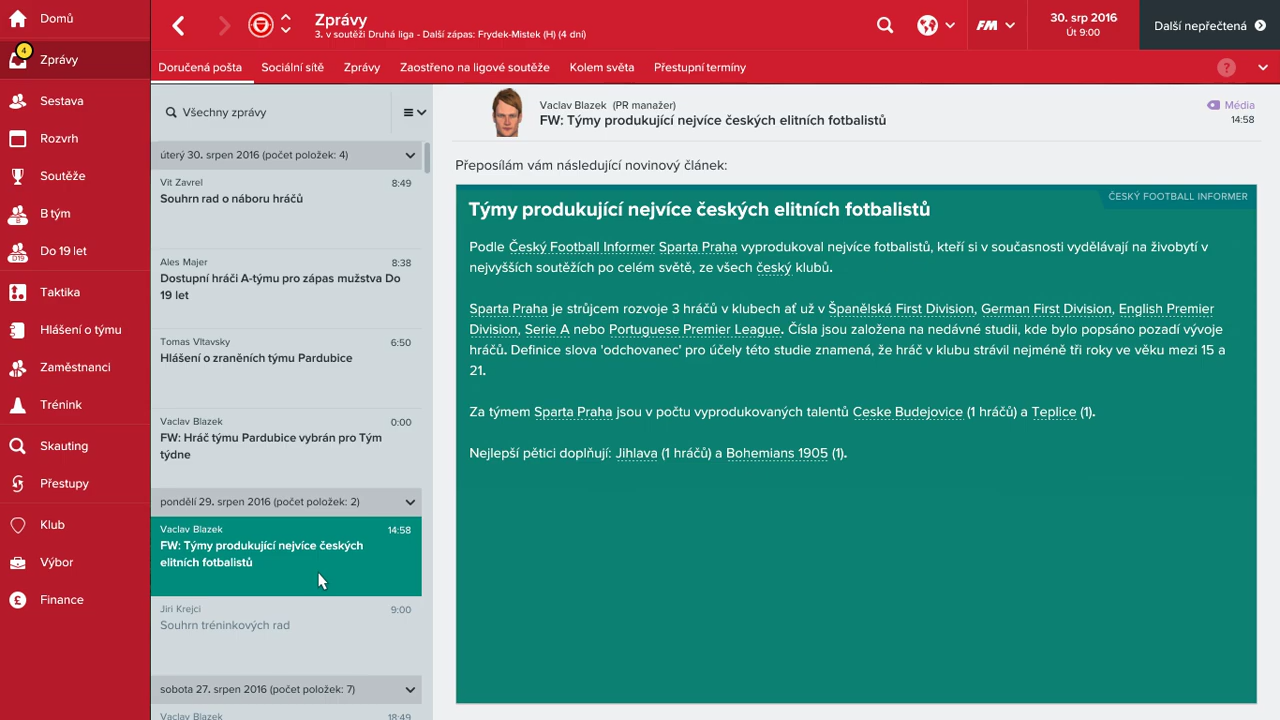 Domů
4
Zprávy
Sestava
Rozvrh
Soutěže
B
B tým
D19
Do 19 let
Taktika
Hlášení o týmu
Zaměstnanci
Trénink
Skauting
Přestupy
Klub
Výbor
£
Finance
Zprávy
3. v soutěži Druhá liga - Další zápas: Frydek-Mistek (H) (4 dni)
FM
30. srp 2016
Út 9:00
Další nepřečtená
Doručená pošta
Sociální sítě
Zprávy
Zaostřeno na ligové soutěže
Kolem světa
Přestupní termíny
?
Všechny zprávy
úterý 30. srpen 2016 (počet položek: 4)
Vit Zavrel 8:49
Souhrn rad o náboru hráčů
Ales Majer 8:38
Dostupní hráči A-týmu pro zápas mužstva Do
19 let
Tomas Vltavsky 6:50
Hlášení o zraněních týmu Pardubice
Vaclav Blazek 0:00
FW: Hráč týmu Pardubice vybrán pro Tým
týdne
pondělí 29. srpen 2016 (počet položek: 2)
Vaclav Blazek 14:58
FW: Týmy produkující nejvíce českých
elitních fotbalistů
Jiri Krejci 9:00
Souhrn tréninkových rad
sobota 27. srpen 2016 (počet položek: 7)
Vaclav Blazek 18:49
Vaclav Blazek (PR manažer)
FW: Týmy produkující nejvíce českých elitních fotbalistů
Média
14:58
Přeposílám vám následující novinový článek:
ČESKÝ FOOTBALL INFORMER
Týmy produkující nejvíce českých elitních fotbalistů
Podle Český Football Informer Sparta Praha vyprodukoval nejvíce fotbalistů, kteří si v současnosti vydělávají na živobytí v
nejvyšších soutěžích po celém světě, ze všech český klubů.
Sparta Praha je strůjcem rozvoje 3 hráčů v klubech ať už v Španělská First Division, German First Division, English Premier
Division, Serie A nebo Portuguese Premier League. Čísla jsou založena na nedávné studii, kde bylo popsáno pozadí vývoje
hráčů. Definice slova 'odchovanec' pro účely této studie znamená, že hráč v klubu strávil nejméně tři roky ve věku mezi 15 a
21.
Za týmem Sparta Praha jsou v počtu vyprodukovaných talentů Ceske Budejovice (1 hráčů) a Teplice (1).
Nejlepší pětici doplňují: Jihlava (1 hráčů) a Bohemians 1905 (1).